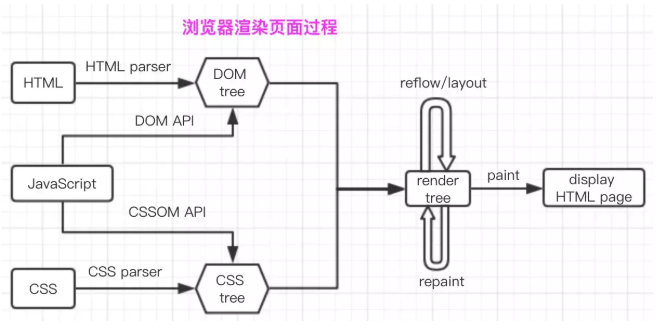 浏览器渲染页面过程
HTML
HTML parser
DOM
tree
reflow/layout
DOM API
JavaScript
render
tree
paint
display
HTML page
CSSOM API
CSS
CSS parser
CSS
tree
repaint